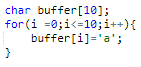 char buffer[10];
for(i =0;i<=10;i++){
    buffer[i]='a';
}